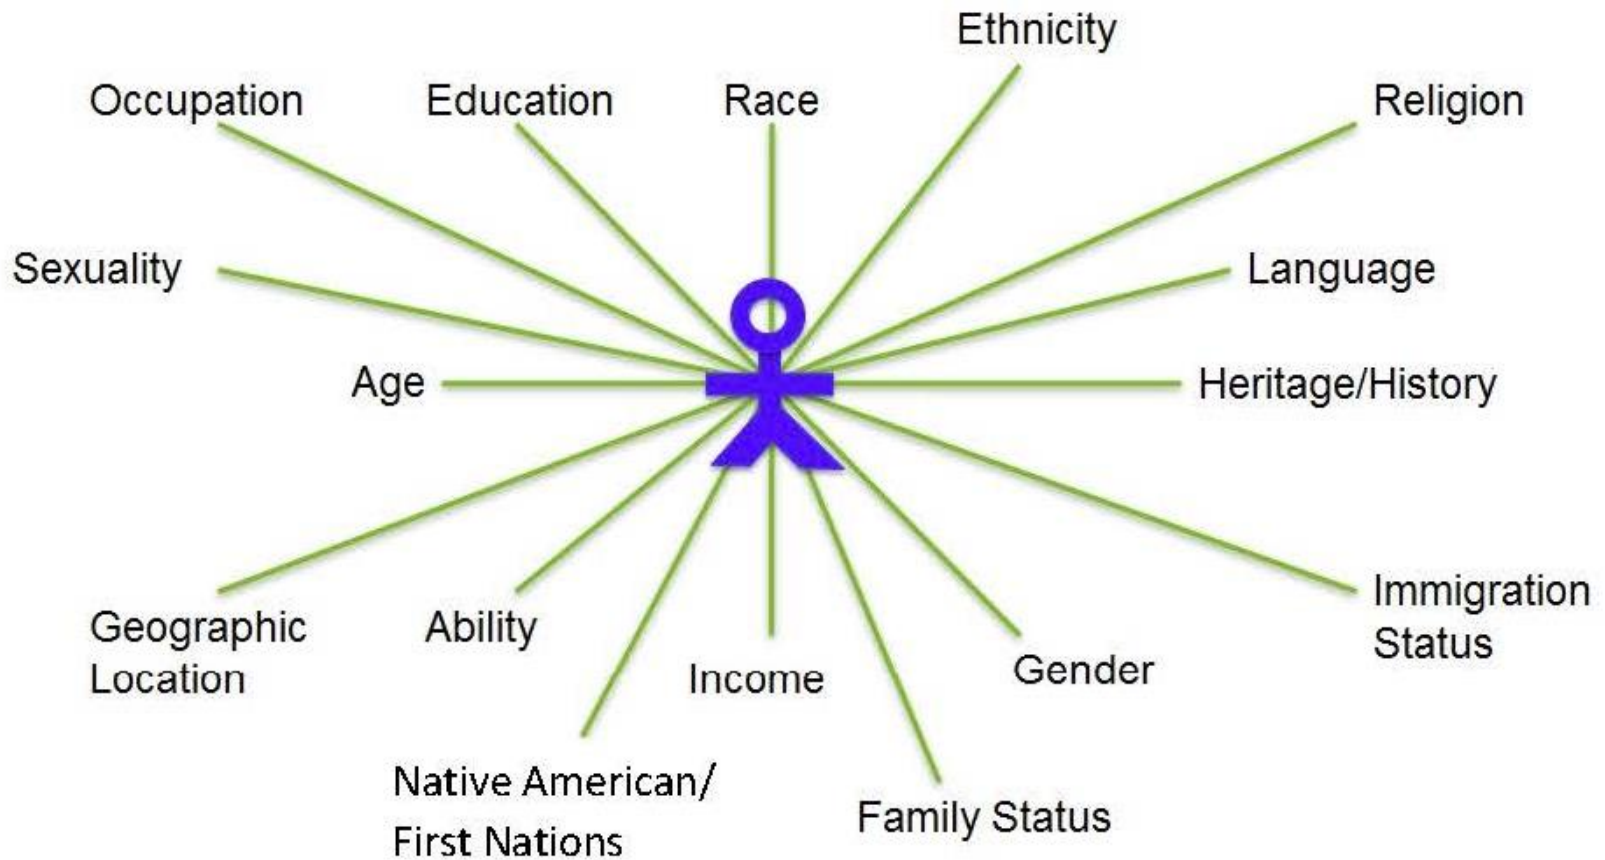 Ethnicity
Occupation
Education
Race
Religion
Sexuality
Language
Age
Heritage/History
Geographic
Location
Ability
Income
Gender
Immigration
Status
Native American/
First Nations
Family Status